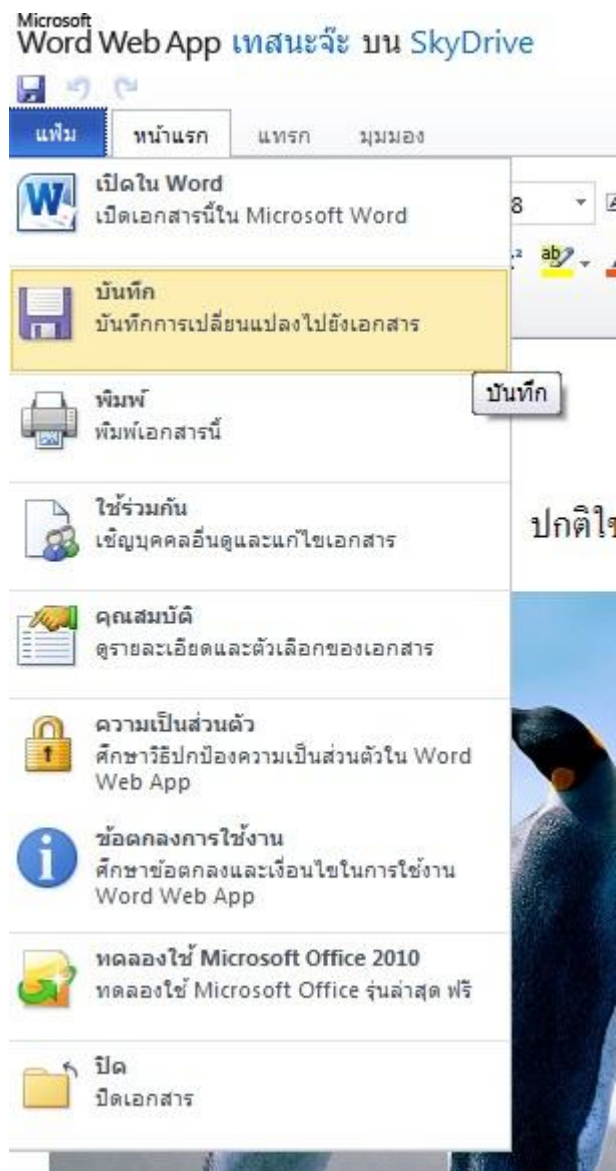 Microsoft
Word Web App เทสนะจ๊ะ บน SkyDrive
แฟ้ม หน้าแรก แทรก มุมมอง
เปิดใน Word
เปิดเอกสารนี้ใน Microsoft Word
8
บันทึก
บันทึกการเปลี่ยนแปลงไปยังเอกสาร
บันทึก
พิมพ์
พิมพ์เอกสารนี้
ใช้ร่วมกัน
เชิญบุคคลอื่นดูและแก้ไขเอกสาร
คุณสมบัติ
ดูรายละเอียดและตัวเลือกของเอกสาร
ความเป็นส่วนตัว
ศึกษาวิธีปกป้องความเป็นส่วนตัวใน Word
Web App
ข้อตกลงการใช้งาน
ศึกษาข้อตกลงและเงื่อนไขในการใช้งาน
Word Web App
ทดลองใช้ Microsoft Office 2010
ทดลองใช้ Microsoft Office รุ่นล่าสุด ฟรี
ปิด
ปิดเอกสาร